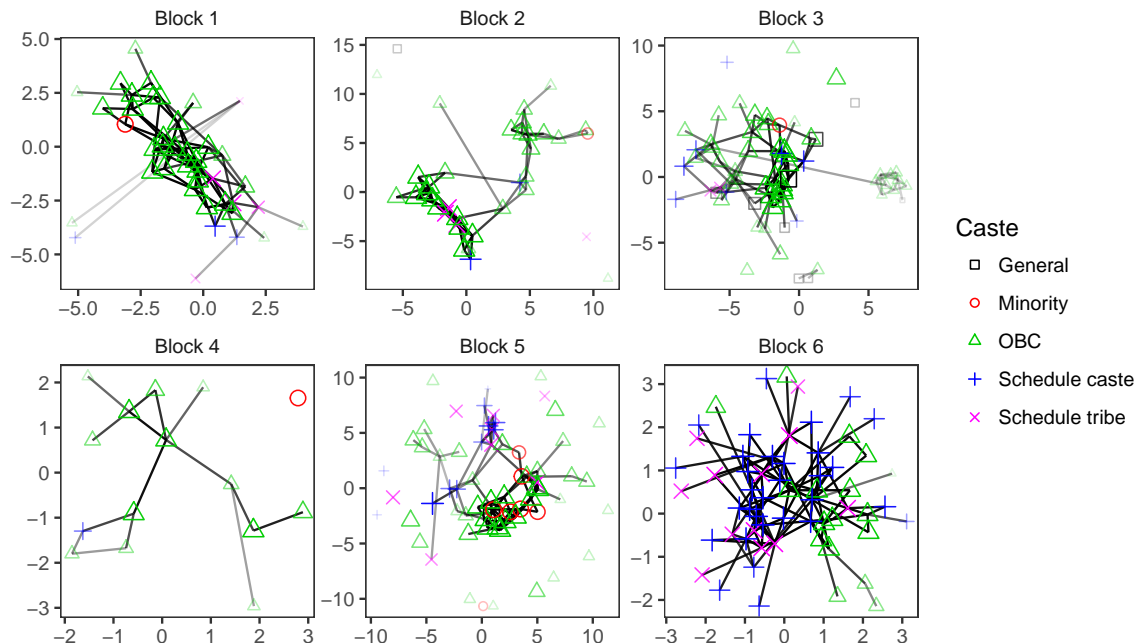 Block 1 Block 2 Block 3
5.0 2.5 0.0 −2.5 −5.0
−5.0 −2.5 0.0 2.5
15 10 5 0 −5
−5 0 5 10
10 5 0 −5
−5 0 5
Block 4 Block 5 Block 6
2 1 0 −1 −2 −3
−2 −1 0 1 2 3
10 5 0 −5 −10
−10 −5 0 5 10
3 2 1 0 −1 −2
−3 −2 −1 0 1 2 3
Caste
General
Minority
OBC
Schedule caste
Schedule tribe